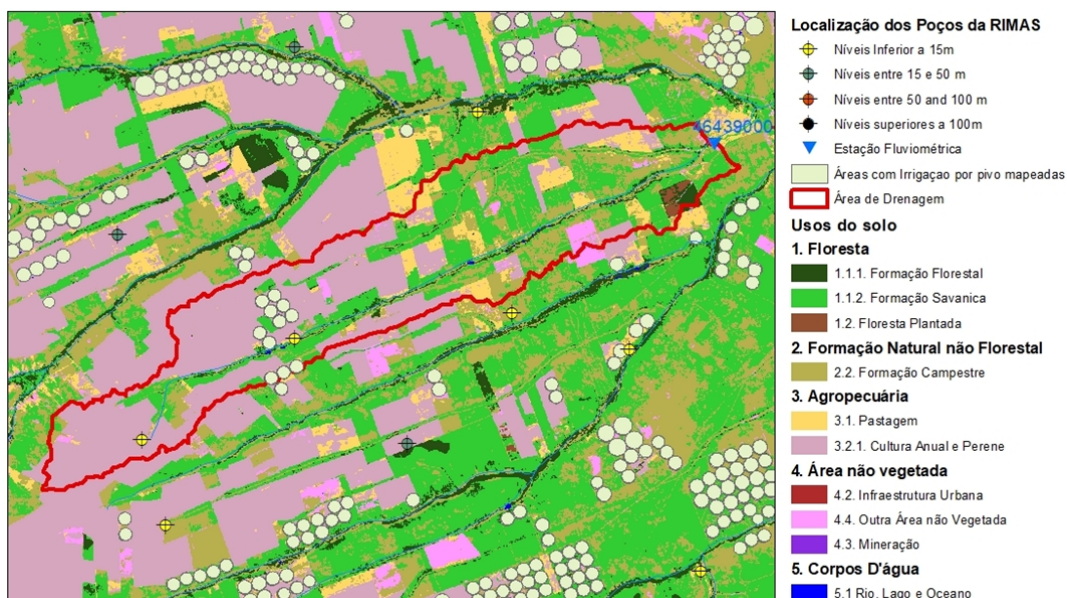 46439000
Localização dos Poços da RIMAS
Níveis Inferior a 15m
Níveis entre 15 e 50 m
Níveis entre 50 and 100 m
Níveis superiores a 100m
Estação Fluviométrica
Áreas com Irrigaçao por pivo mapeadas
Área de Drenagem
Usos do solo
1. Floresta
1.1.1. Formação Florestal
1.1.2. Formação Savanica
1.2. Floresta Plantada
2. Formação Natural não Florestal
2.2. Formação Campestre
3. Agropecuária
3.1. Pastagem
3.2.1. Cultura Anual e Perene
4. Área não vegetada
4.2. Infraestrutura Urbana
4.4. Outra Área não Vegetada
4.3. Mineração
5. Corpos D'água
5.1 Rio, Lago e Oceano